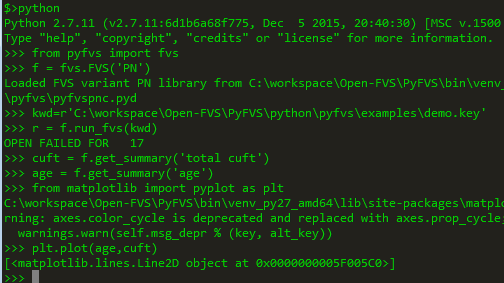 $>python
Python 2.7.11 (v2.7.11:6d1b6a68f775, Dec  5 2015, 20:40:30) [MSC v.1500
Type "help", "copyright", "credits" or "license" for more information.
>>> from pyfvs import fvs
>>> f = fvs.FVS('PN')
Loaded FVS variant PN library from C:\workspace\Open-FVS\PyFVS\bin\venv_
\pyfvs\pyfvspnc.pyd
>>> kwd=r'C:\workspace\Open-FVS\PyFVS\python\pyfvs\examples\demo.key'
>>> r = f.run_fvs(kwd)
OPEN FAILED FOR   17
>>> cuft = f.get_summary('total cuft')
>>> age = f.get_summary('age')
>>> from matplotlib import pyplot as plt
C:\workspace\Open-FVS\PyFVS\bin\venv_py27_amd64\lib\site-packages\matplo
rning: axes.color_cycle is deprecated and replaced with axes.prop_cycle
  warnings.warn(self.msg_depr % (key, alt_key))
>>> plt.plot(age,cuft)
[<matplotlib.lines.Line2D object at 0x0000000005F005C0>]
>>>